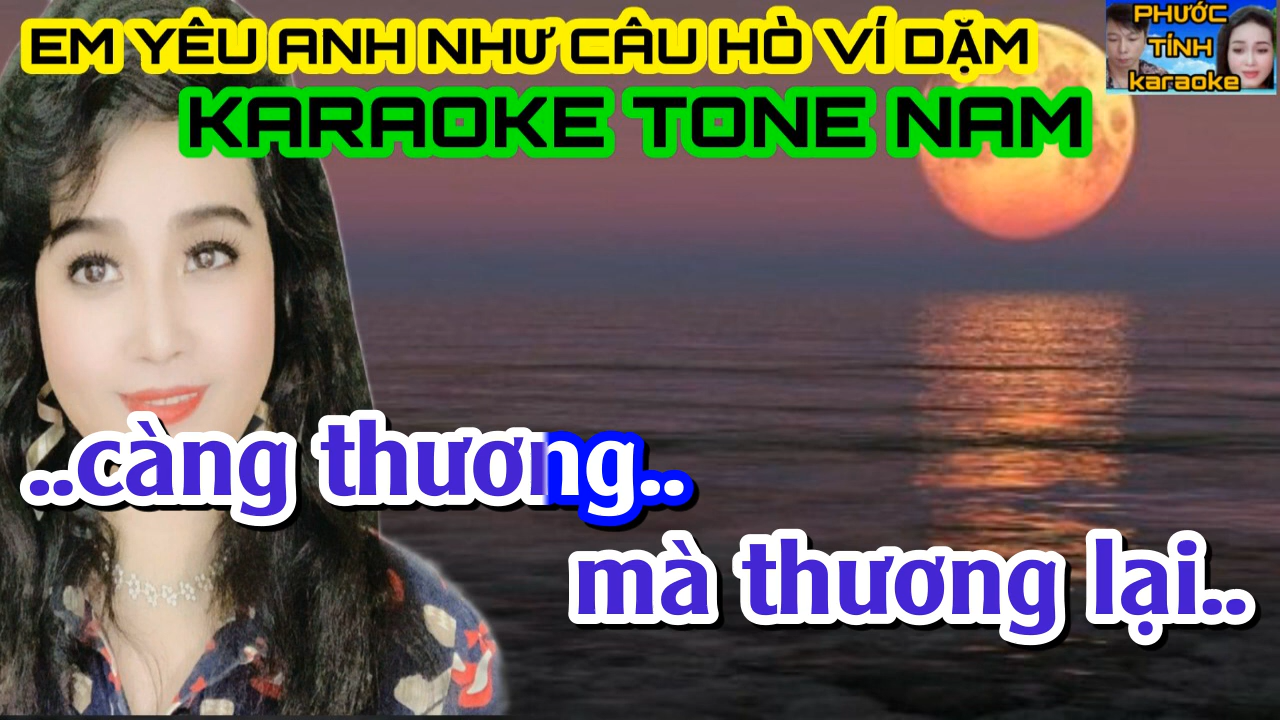 EM YÊU ANH NHƯ CÂU HÒ VÍ DẶM
KARAOKE TONE NAM
PHƯỚC
TÍNH
karaoke
..càng thương..
mà thương lại..